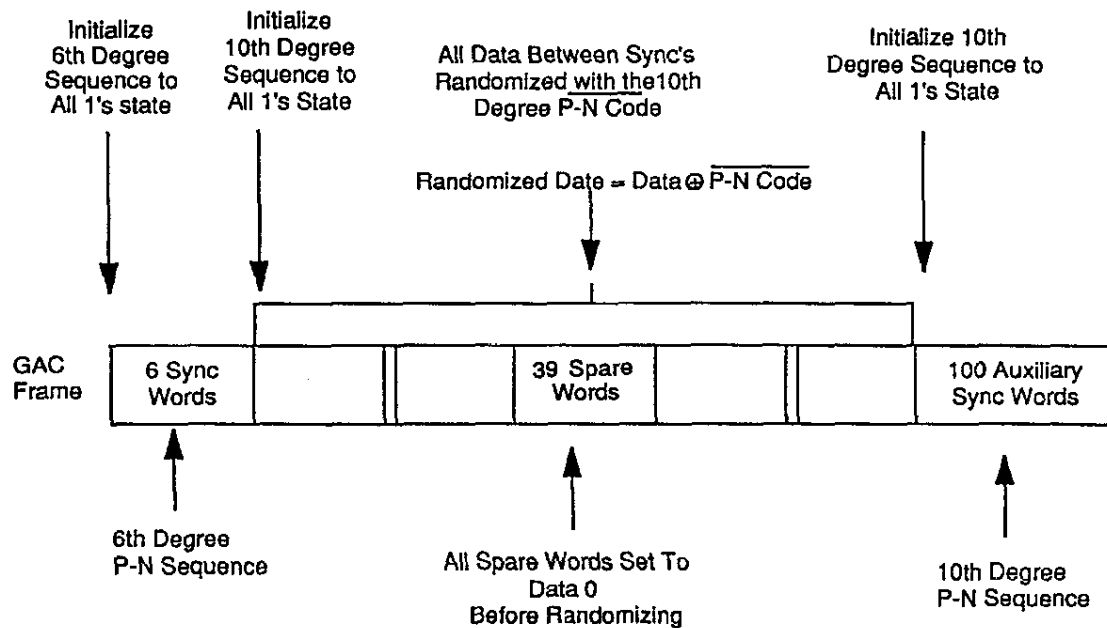 Initialize
6th Degree
Sequence to
All 1's state
Initialize
10th Degree
Sequence to
All 1's State
All Data Between Sync's
Randomized with the10th
Degree P-N Code
Initialize 10th
Degree Sequence to
All 1's State
Randomized Date = Data ⊕ P-N Code
GAC
Frame
6 Sync
Words
39 Spare
Words
100 Auxiliary
Sync Words
6th Degree
P-N Sequence
All Spare Words Set To
Data 0
Before Randomizing
10th Degree
P-N Sequence